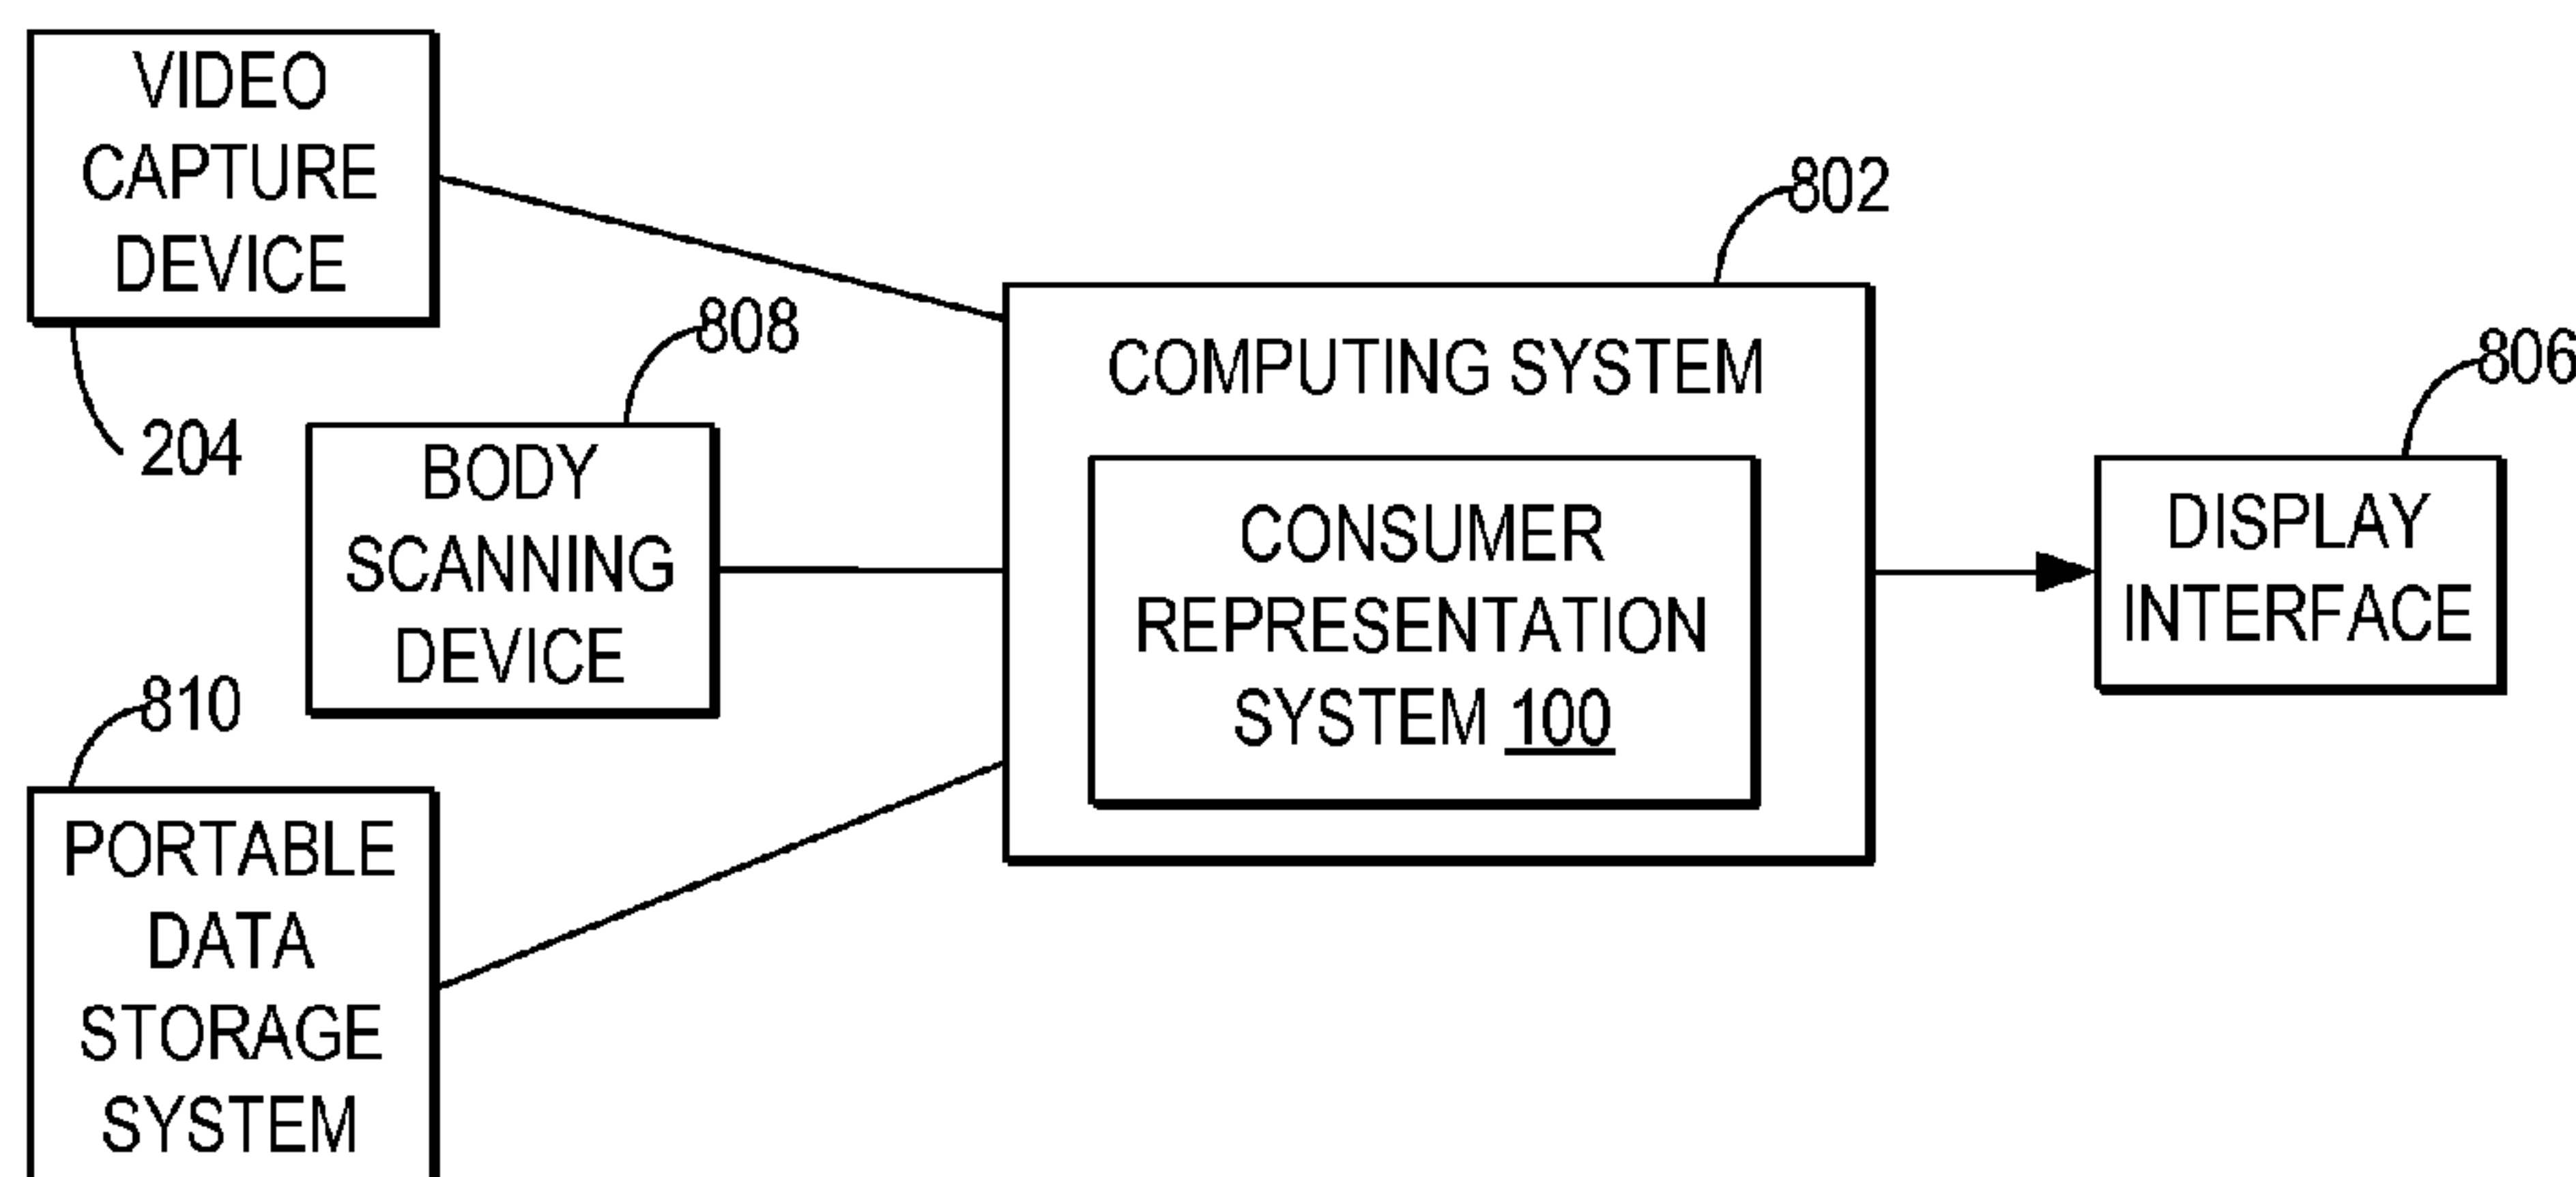 VIDEO
CAPTURE
DEVICE
204
808
BODY
SCANNING
DEVICE
810
PORTABLE
DATA
STORAGE
SYSTEM
802
COMPUTING SYSTEM
CONSUMER
REPRESENTATION
SYSTEM 100
806
DISPLAY
INTERFACE